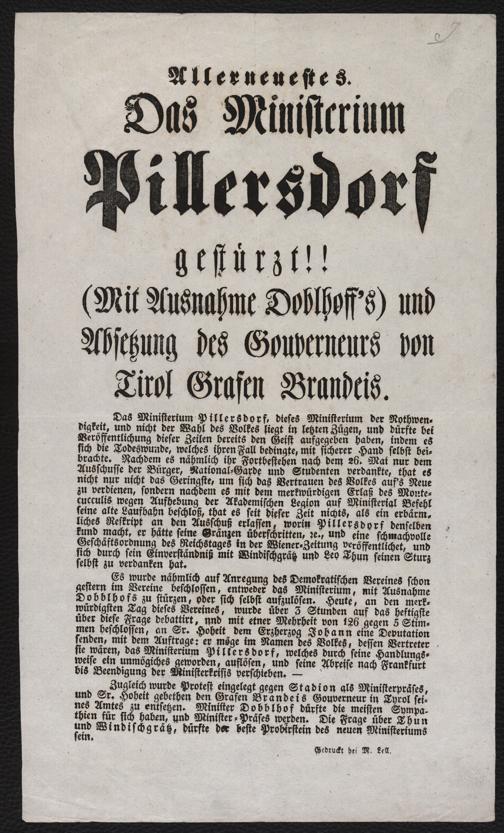 Allerneuestes.
Das Ministerium
Pillersdorf
gestürzt!!
(Mit Ausnahme Doblhoff's) und
Absetzung des Gouverneurs von
Tirol Grafen Brandeis.
Das Ministerium Pillersdorf, dieses Ministerium der Nothwen-
digkeit, und nicht der Wahl des Volkes liegt in letzten Zügen, und dürfte bei
Veröffentlichung dieser Zeilen bereits den Geist aufgegeben haben, indem es
sich die Todeswunde, welches ihren Fall bedingte, mit sicherer Hand selbst bei-
brachte. Nachdem es nähmlich ihr Fortbestehen nach dem 26. Mai nur dem
Ausschusse der Bürger, National-Garde und Studenten verdankte, that es
nicht nur nicht das Geringste, um sich das Vertrauen des Volkes auf's Neue
zu verdienen, sondern nachdem es mit dem merkwürdigen Erlaß des Monte-
cucculis wegen Aufhebung der Akademischen Legion auf Ministerial Befehl
seine alte Laufbahn beschloß, that es seit dieser Zeit nichts, als ein erbärm-
liches Reskript an den Ausschuß erlassen, worin Pillersdorf denselben
kund macht, er hätte seine Gränzen überschritten, ꝛc., und eine schmachvolle
Geschäftsordnung des Reichstages in der Wiener-Zeitung veröffentlichet, und
sich durch sein Einverständniß mit Windischgrätz und Leo Thun seinen Sturz
selbst zu verdanken hat.
Es wurde nähmlich auf Anregung des Demokratischen Vereines schon
gestern im Vereine beschlossen, entweder das Ministerium, mit Ausnahme
Dobblhofs zu stürzen, oder sich selbst aufzulösen. Heute, an den merk-
würdigsten Tag dieses Vereines, wurde über 3 Stunden auf das heftigste
über diese Frage debattirt, und mit einer Mehrheit von 126 gegen 5 Stim-
men beschlossen, an Sr. Hoheit dem Erzherzog Johann eine Deputation
senden, mit dem Auftrage: er möge im Namen des Volkes, dessen Vertreter
sie wären, das Ministerium Pillersdorf, welches durch seine Handlungs-
weise ein unmögiches geworden, auflösen, und seine Abreise nach Frankfurt
bis Beendigung der Ministerkrisis verschieben. —
Zugleich wurde Protest eingelegt gegen Stadion als Ministerpräses,
und Sr. Hoheit gebethen den Grafen Brandeis Gouverneur in Tyrol sei-
nes Amtes zu entsetzen. Minister Dobblhof dürfte die meisten Sympa-
thien für sich haben, und Minister-Präses werden. Die Frage über Thun
und Windischgrätz, dürfte der beste Probirstein des neuen Ministeriums
sein.
Gedruckt bei M. Lell.